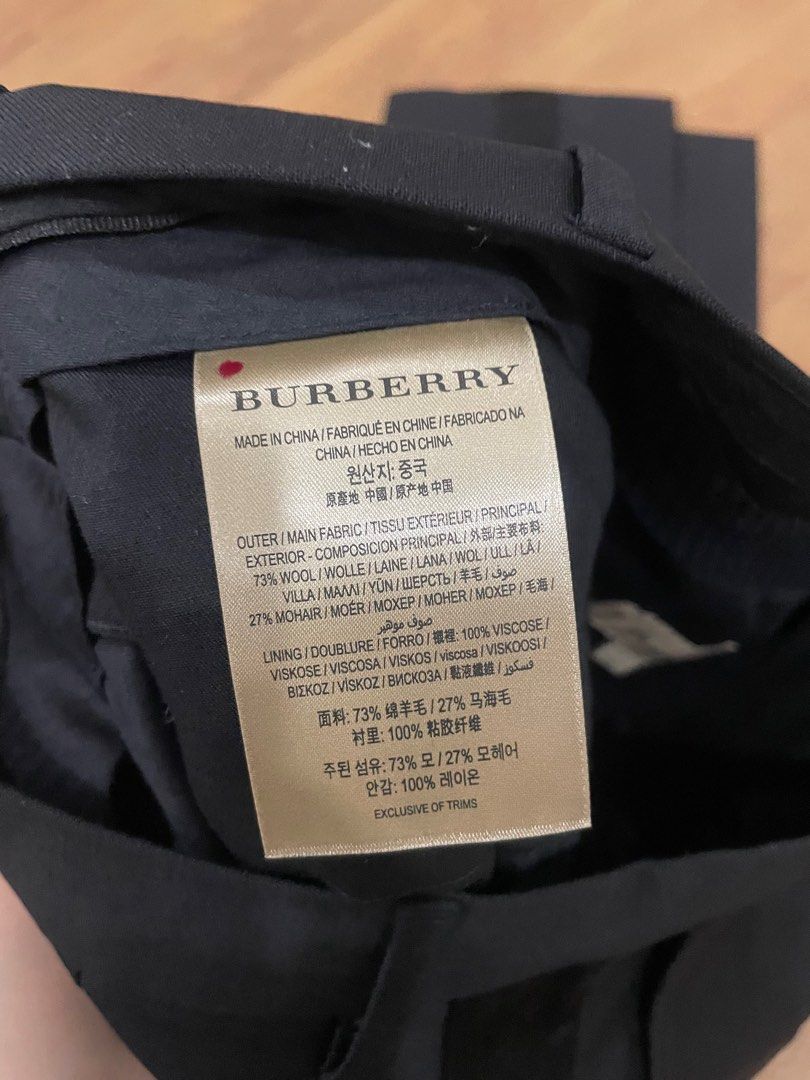 BURBERRY
MADE IN CHINA / FABRIQUÉ EN CHINE / FABRICADO NA
CHINA / HECHO EN CHINA
원산지: 중국
原產地 中國 / 原产地 中国
OUTER / MAIN FABRIC / TISSU EXTÉRIEUR / PRINCIPAL /
EXTERIOR - COMPOSICION PRINCIPAL / 外部/主要布料
73% WOOL / WOLLE / LAINE / LANA / WOL / ULL / LÃ /
VILLA / ΜΑΛΛΙ / YÜN / ШЕРСТЬ / 羊毛 / صوف /
27% MOHAIR / MOÉR / MOXEP / MOHER / МОХЕР / 毛海 /
صوف موهير
LINING / DOUBLURE / FORRO / 襯裡: 100% VISCOSE /
VISKOSE / VISCOSA / VISKOS / viscosa / VISKOOSI /
ΒΙΣΚΟΖ / VİSKOZ / ВИСКОЗА / 黏液纖維 / فسكوز
面料: 73% 绵羊毛 / 27% 马海毛
衬里: 100% 粘胶纤维
주된 섬유: 73% 모 / 27% 모헤어
안감: 100% 레이온
EXCLUSIVE OF TRIMS